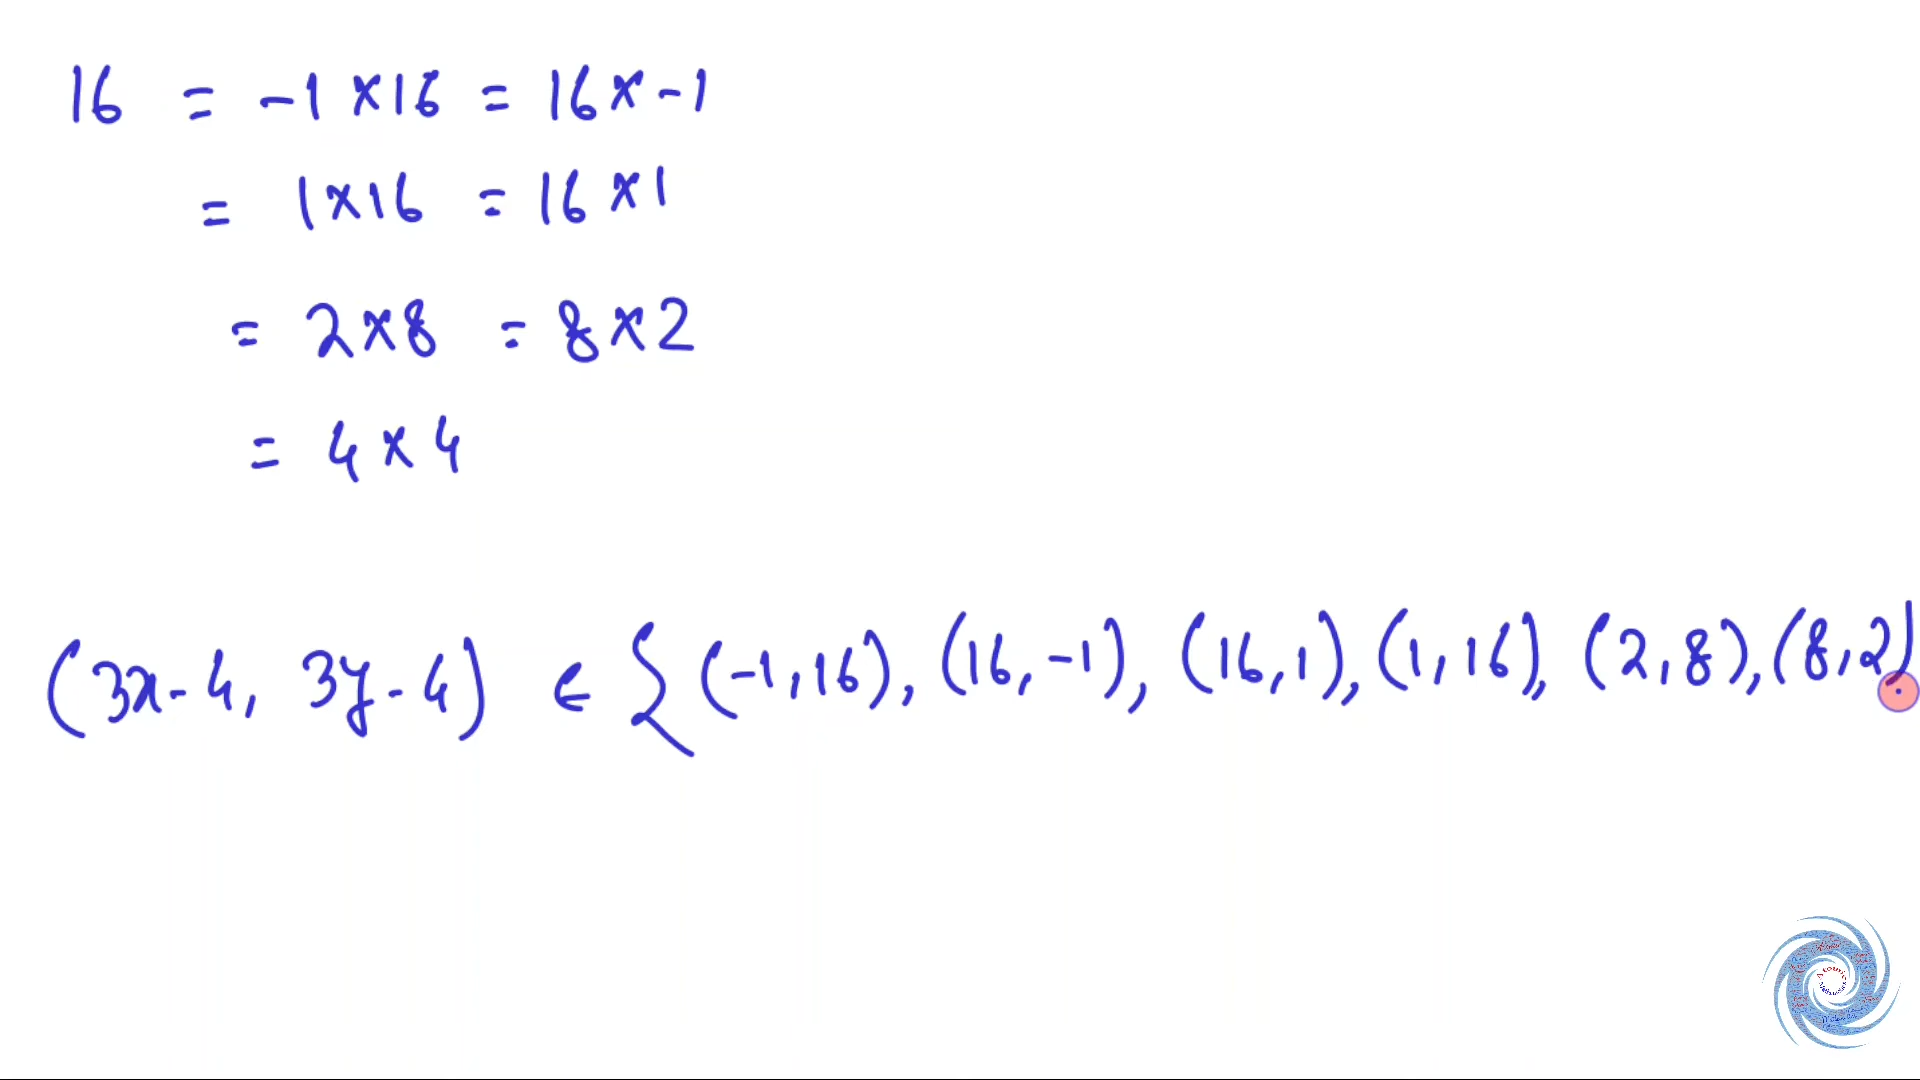 16 = -1 × 16 = 16 × -1
= 1 × 16 = 16 × 1
= 2 × 8 = 8 × 2
= 4 × 4
(3x - 4, 3y - 4) ∈ { (-1, 16), (16, -1), (16, 1), (1, 16), (2, 8), (8, 2)